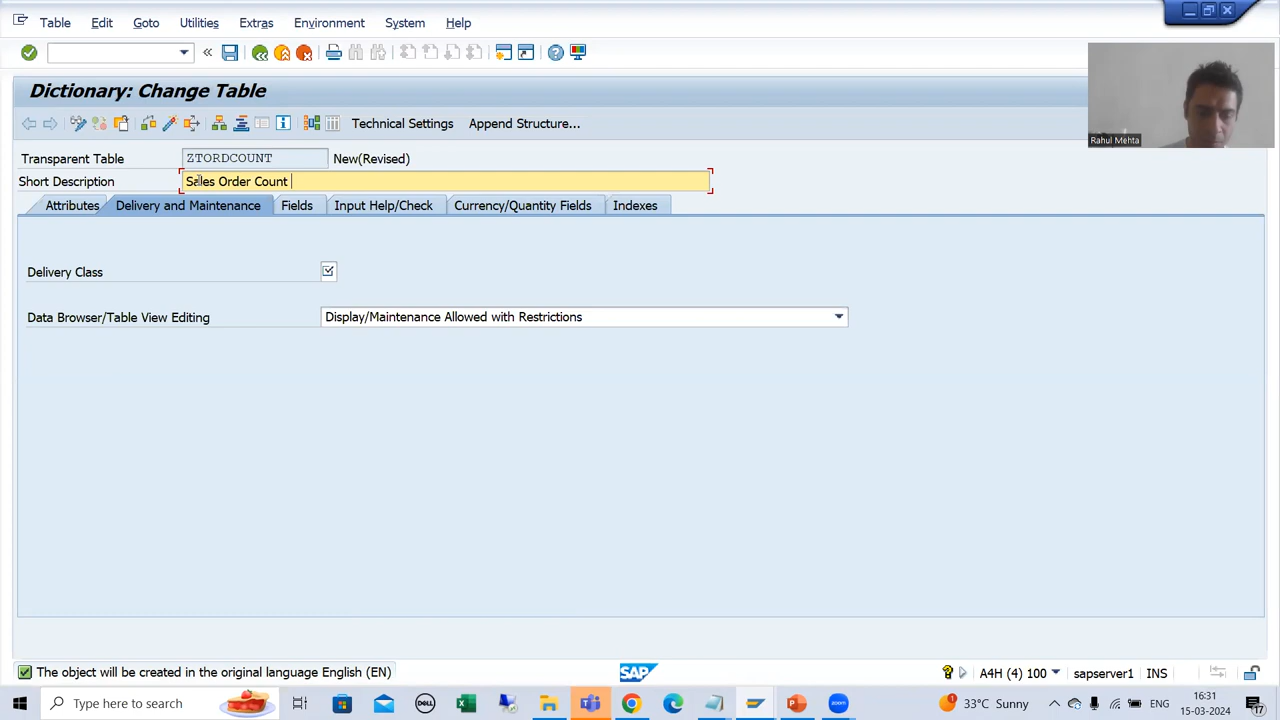 Table Edit Goto Utilities Extras Environment System Help
Dictionary: Change Table
Technical Settings Append Structure...
Transparent Table ZTORDCOUNT New(Revised)
Short Description Sales Order Count
Attributes Delivery and Maintenance Fields Input Help/Check Currency/Quantity Fields Indexes
Delivery Class
Data Browser/Table View Editing Display/Maintenance Allowed with Restrictions
Rahul Mehta
The object will be created in the original language English (EN) SAP A4H (4) 100 sapserver1 INS
Type here to search DELL 33°C Sunny ENG 16:31
15-03-2024 17